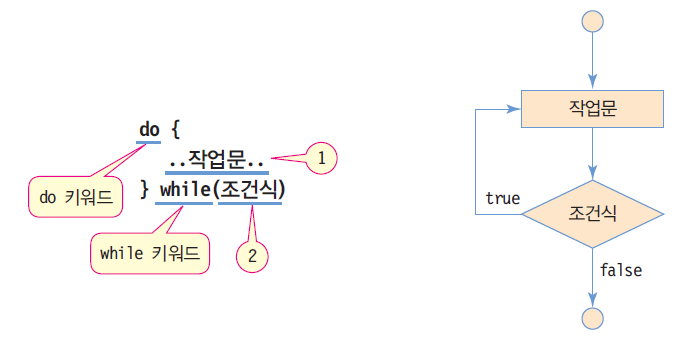 do {
..작업문..
} while(조건식)
do 키워드
while 키워드
1
2
작업문
조건식
true
false